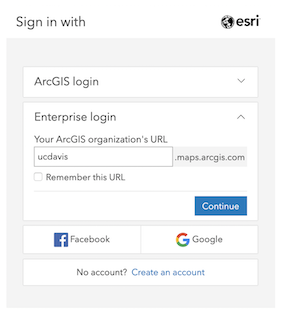 Sign in with
esri
ArcGIS login
Enterprise login
Your ArcGIS organization's URL
ucdavis .maps.arcgis.com
Remember this URL
Continue
Facebook Google
No account? Create an account